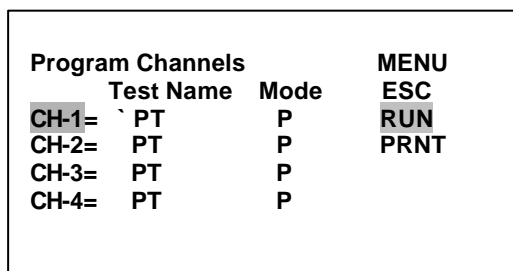 Program Channels MENU
Test Name Mode ESC
CH-1= ` PT P RUN
CH-2= PT P PRNT
CH-3= PT P
CH-4= PT P